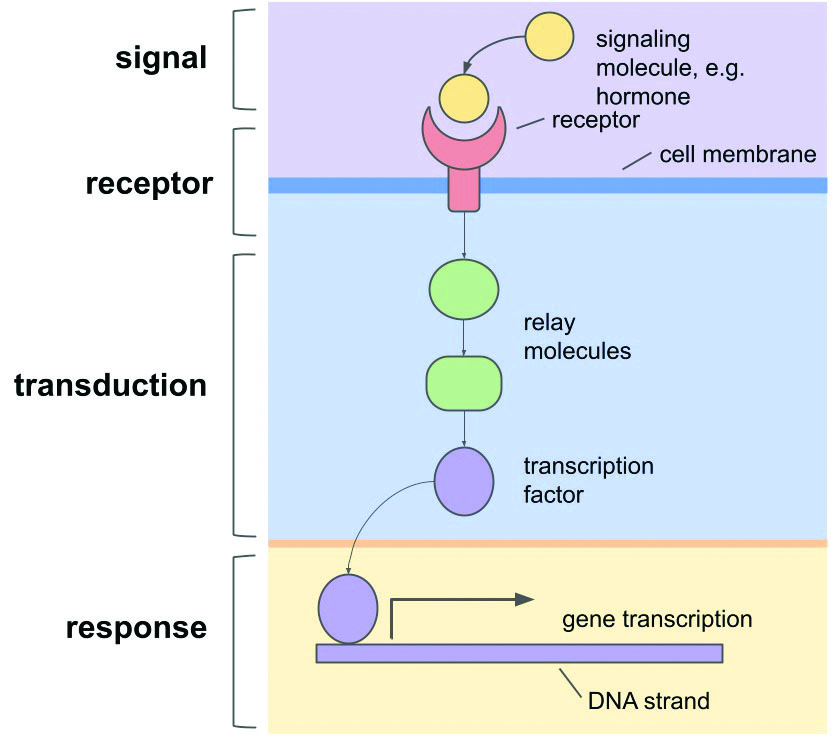 signal
signaling
molecule, e.g.
hormone
receptor
cell membrane
receptor
relay
molecules
transduction
transcription
factor
response
gene transcription
DNA strand